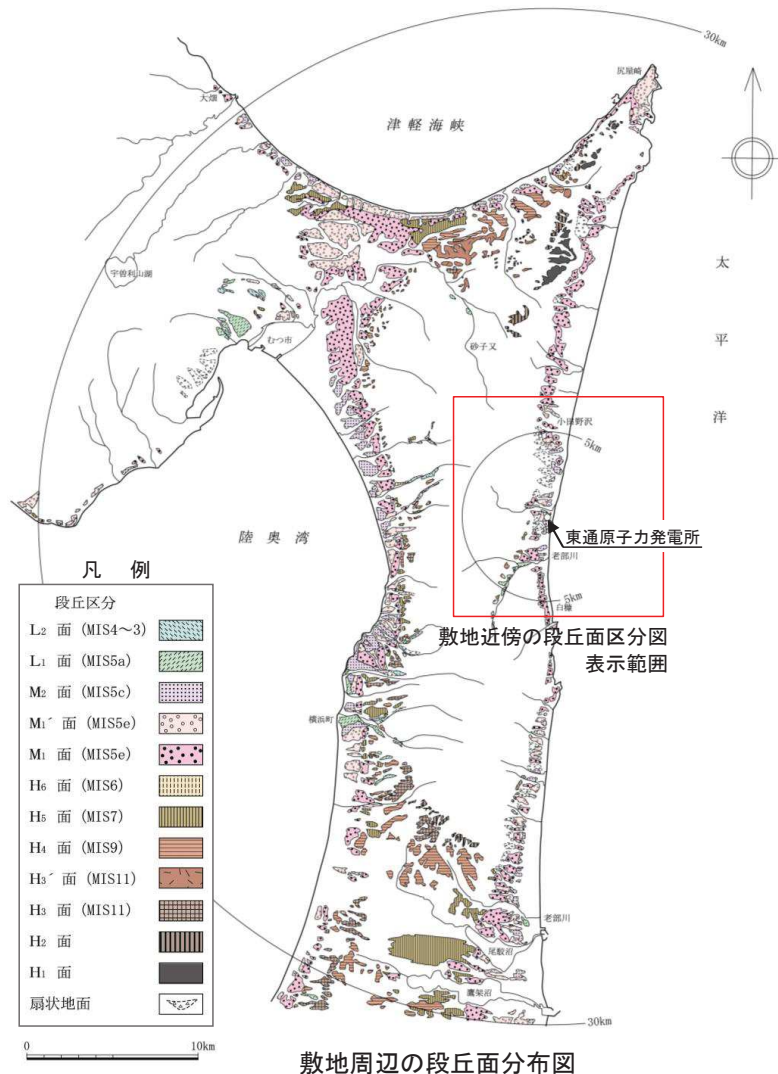 30km
尻屋崎
大畑
津軽海峡
太平洋
宇曽利山湖
むつ市
砂子又
小田野沢
5km
陸奥湾
東通原子力発電所
老部川
5km
白糠
敷地近傍の段丘面区分図
表示範囲
凡 例
段丘区分
L₂ 面 (MIS4～3)
L₁ 面 (MIS5a)
M₂ 面 (MIS5c)
M₁´ 面 (MIS5e)
M₁ 面 (MIS5e)
H₆ 面 (MIS6)
H₅ 面 (MIS7)
H₄ 面 (MIS9)
H₃´ 面 (MIS11)
H₃ 面 (MIS11)
H₂ 面
H₁ 面
扇状地面
横浜町
老部川
尾駮沼
鷹架沼
30km
0 10km
敷地周辺の段丘面分布図